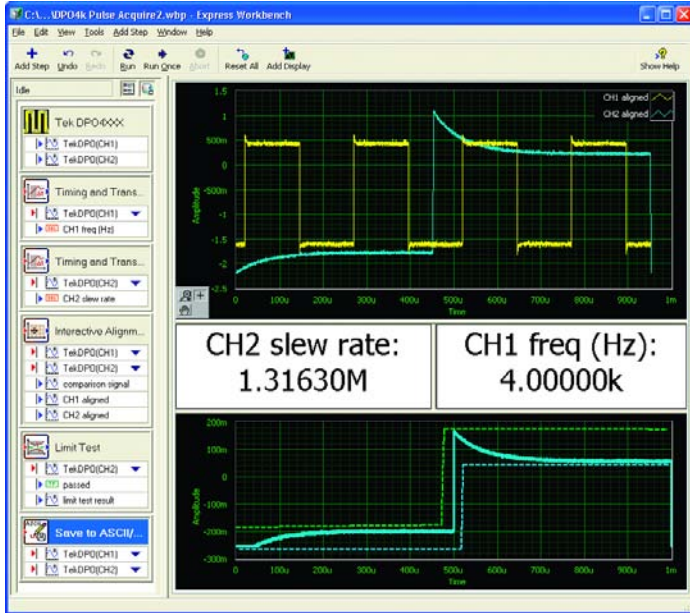 C:\...\DPO4k Pulse Acquire2.wbp - Express Workbench
File Edit View Tools Add Step Window Help
Add Step Undo Redo Run Run Once Abort Reset All Add Display Show Help
Idle
Tek DPO4XXX
TekDPO(CH1)
TekDPO(CH2)
Timing and Trans...
TekDPO(CH1)
CH1 freq (Hz)
Timing and Trans...
TekDPO(CH2)
CH2 slew rate
Interactive Alignm...
TekDPO(CH1)
TekDPO(CH2)
comparison signal
CH1 aligned
CH2 aligned
Limit Test
TekDPO(CH2)
passed
limit test result
Save to ASCII/...
TekDPO(CH1)
TekDPO(CH2)
CH1 aligned
CH2 aligned
Amplitude
1.5
1
500m
0
-500m
-1
-1.5
-2
-2.5
0 100u 200u 300u 400u 500u 600u 700u 800u 900u 1m
Time
CH2 slew rate:
1.31630M
CH1 freq (Hz):
4.00000k
Amplitude
200m
100m
0
-100m
-200m
-300m
0 100u 200u 300u 400u 500u 600u 700u 800u 900u 1m
Time